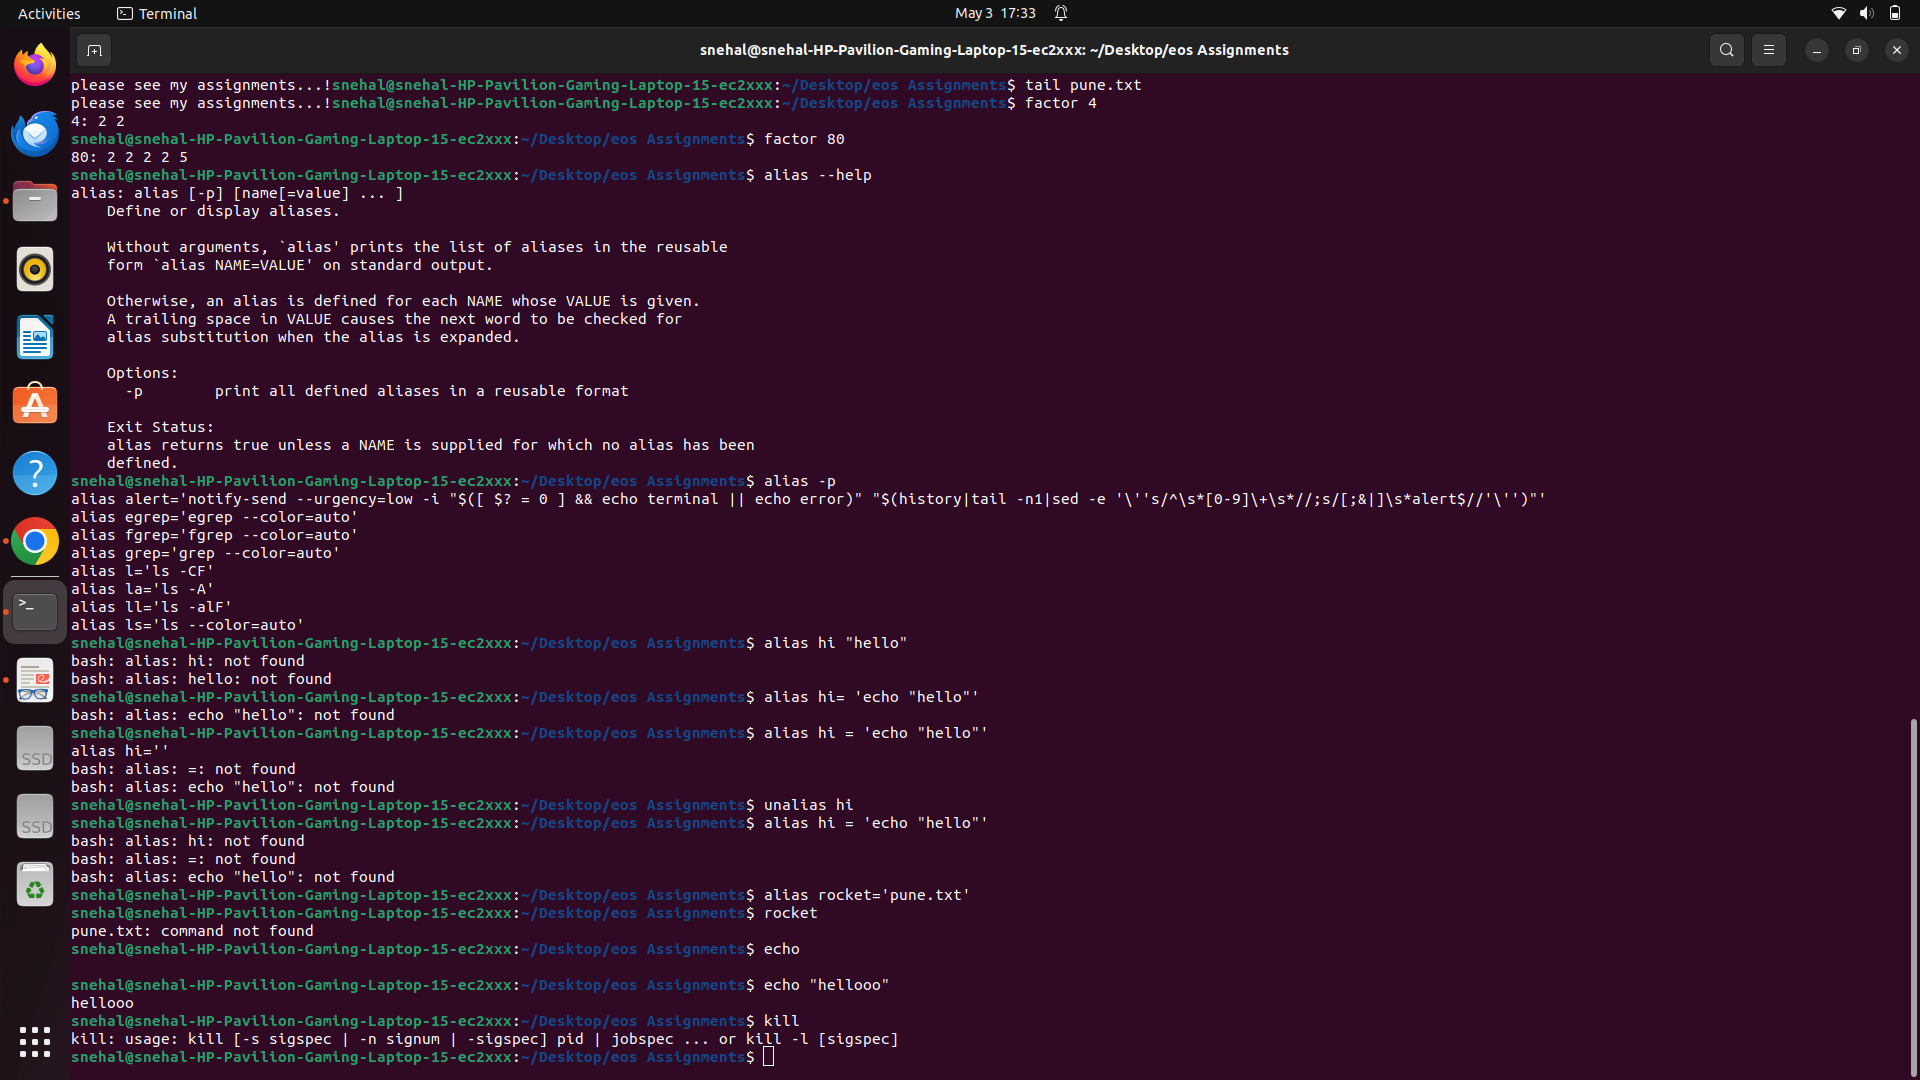 Activities
Terminal
May 3 17:33
snehal@snehal-HP-Pavilion-Gaming-Laptop-15-ec2xxx: ~/Desktop/eos Assignments
please see my assignments...!snehal@snehal-HP-Pavilion-Gaming-Laptop-15-ec2xxx:~/Desktop/eos Assignments$ tail pune.txt
please see my assignments...!snehal@snehal-HP-Pavilion-Gaming-Laptop-15-ec2xxx:~/Desktop/eos Assignments$ factor 4
4: 2 2
snehal@snehal-HP-Pavilion-Gaming-Laptop-15-ec2xxx:~/Desktop/eos Assignments$ factor 80
80: 2 2 2 2 5
snehal@snehal-HP-Pavilion-Gaming-Laptop-15-ec2xxx:~/Desktop/eos Assignments$ alias --help
alias: alias [-p] [name[=value] ... ]
    Define or display aliases.

    Without arguments, `alias' prints the list of aliases in the reusable
    form `alias NAME=VALUE' on standard output.

    Otherwise, an alias is defined for each NAME whose VALUE is given.
    A trailing space in VALUE causes the next word to be checked for
    alias substitution when the alias is expanded.

    Options:
      -p        print all defined aliases in a reusable format

    Exit Status:
    alias returns true unless a NAME is supplied for which no alias has been
    defined.
snehal@snehal-HP-Pavilion-Gaming-Laptop-15-ec2xxx:~/Desktop/eos Assignments$ alias -p
alias alert='notify-send --urgency=low -i "$([ $? = 0 ] && echo terminal || echo error)" "$(history|tail -n1|sed -e '\''s/^\s*[0-9]\+\s*//;s/[;&|]\s*alert$//'\'')"'
alias egrep='egrep --color=auto'
alias fgrep='fgrep --color=auto'
alias grep='grep --color=auto'
alias l='ls -CF'
alias la='ls -A'
alias ll='ls -alF'
alias ls='ls --color=auto'
snehal@snehal-HP-Pavilion-Gaming-Laptop-15-ec2xxx:~/Desktop/eos Assignments$ alias hi "hello"
bash: alias: hi: not found
bash: alias: hello: not found
snehal@snehal-HP-Pavilion-Gaming-Laptop-15-ec2xxx:~/Desktop/eos Assignments$ alias hi= 'echo "hello"'
bash: alias: echo "hello": not found
snehal@snehal-HP-Pavilion-Gaming-Laptop-15-ec2xxx:~/Desktop/eos Assignments$ alias hi = 'echo "hello"'
alias hi=''
bash: alias: =: not found
bash: alias: echo "hello": not found
snehal@snehal-HP-Pavilion-Gaming-Laptop-15-ec2xxx:~/Desktop/eos Assignments$ unalias hi
snehal@snehal-HP-Pavilion-Gaming-Laptop-15-ec2xxx:~/Desktop/eos Assignments$ alias hi = 'echo "hello"'
bash: alias: hi: not found
bash: alias: =: not found
bash: alias: echo "hello": not found
snehal@snehal-HP-Pavilion-Gaming-Laptop-15-ec2xxx:~/Desktop/eos Assignments$ alias rocket='pune.txt'
snehal@snehal-HP-Pavilion-Gaming-Laptop-15-ec2xxx:~/Desktop/eos Assignments$ rocket
pune.txt: command not found
snehal@snehal-HP-Pavilion-Gaming-Laptop-15-ec2xxx:~/Desktop/eos Assignments$ echo

snehal@snehal-HP-Pavilion-Gaming-Laptop-15-ec2xxx:~/Desktop/eos Assignments$ echo "hellooo"
hellooo
snehal@snehal-HP-Pavilion-Gaming-Laptop-15-ec2xxx:~/Desktop/eos Assignments$ kill
kill: usage: kill [-s sigspec | -n signum | -sigspec] pid | jobspec ... or kill -l [sigspec]
snehal@snehal-HP-Pavilion-Gaming-Laptop-15-ec2xxx:~/Desktop/eos Assignments$
SSD
SSD